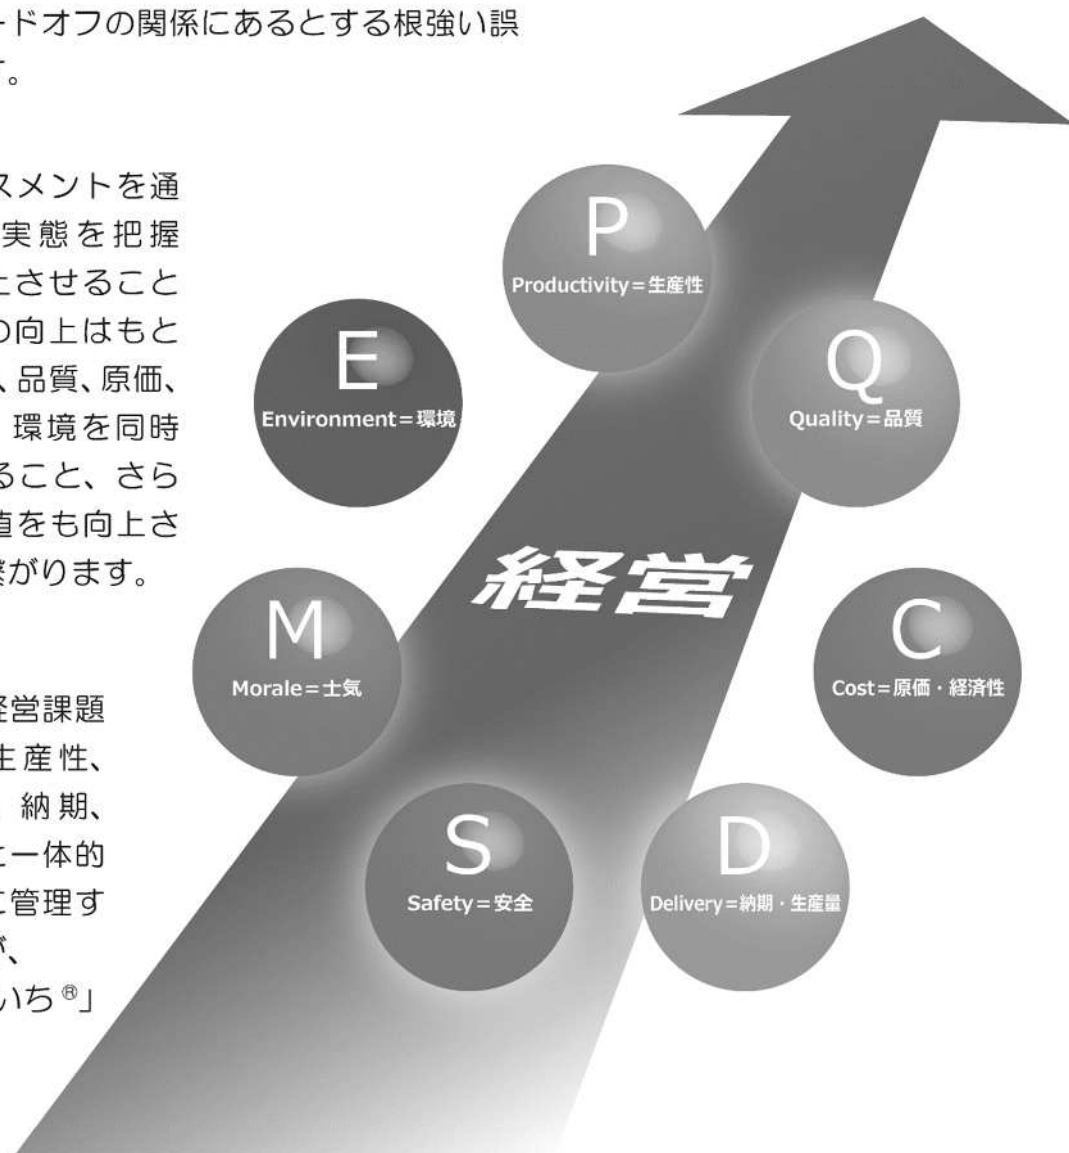 ードオフの関係にあるとする根強い誤
す。
スメントを通
実態を把握
上させること
の向上はもと
、品質、原価、
環境を同時
ること、さら
値をも向上さ
繋がります。
経営課題
生産性、
納期、
と一体的
に管理す
が、
いち®」
P
Productivity=生産性
E
Environment=環境
Q
Quality=品質
経営
M
Morale=士気
C
Cost=原価・経済性
S
Safety=安全
D
Delivery=納期・生産量